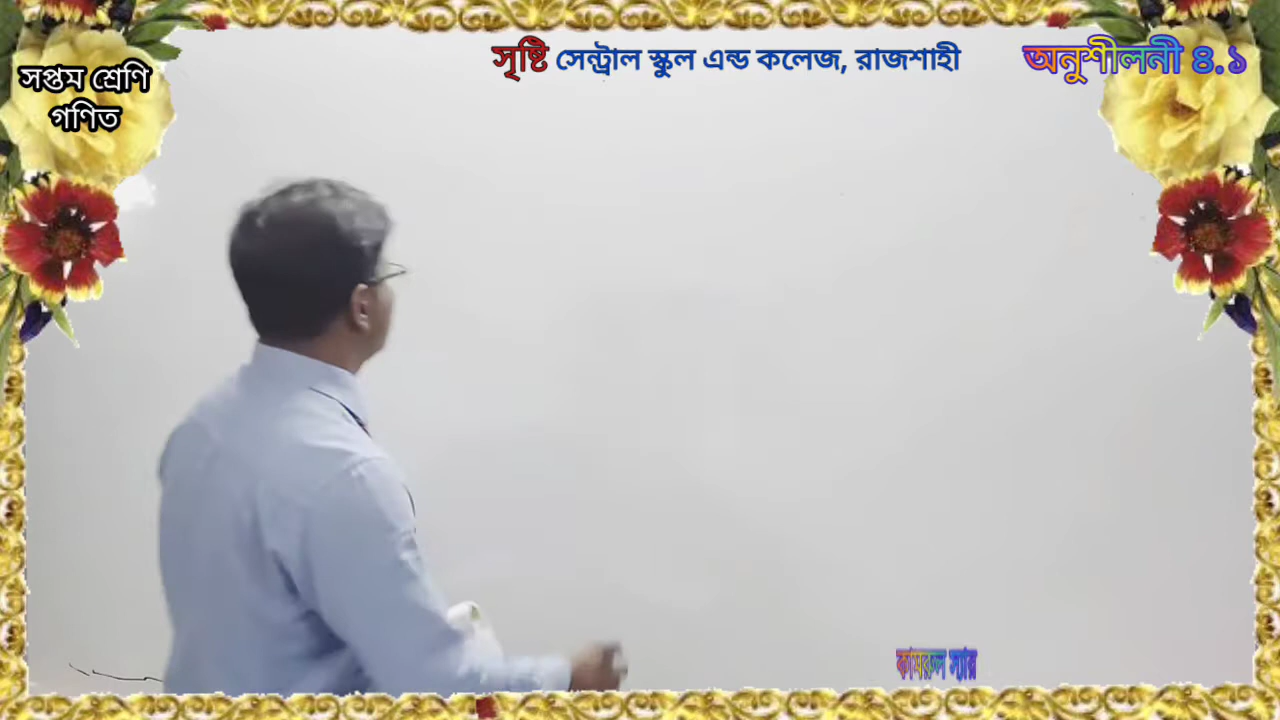 সৃষ্টি সেন্ট্রাল স্কুল এন্ড কলেজ, রাজশাহী
অনুশীলনী ৪.১
সপ্তম শ্রেণি
গণিত
কামরুল স্যার